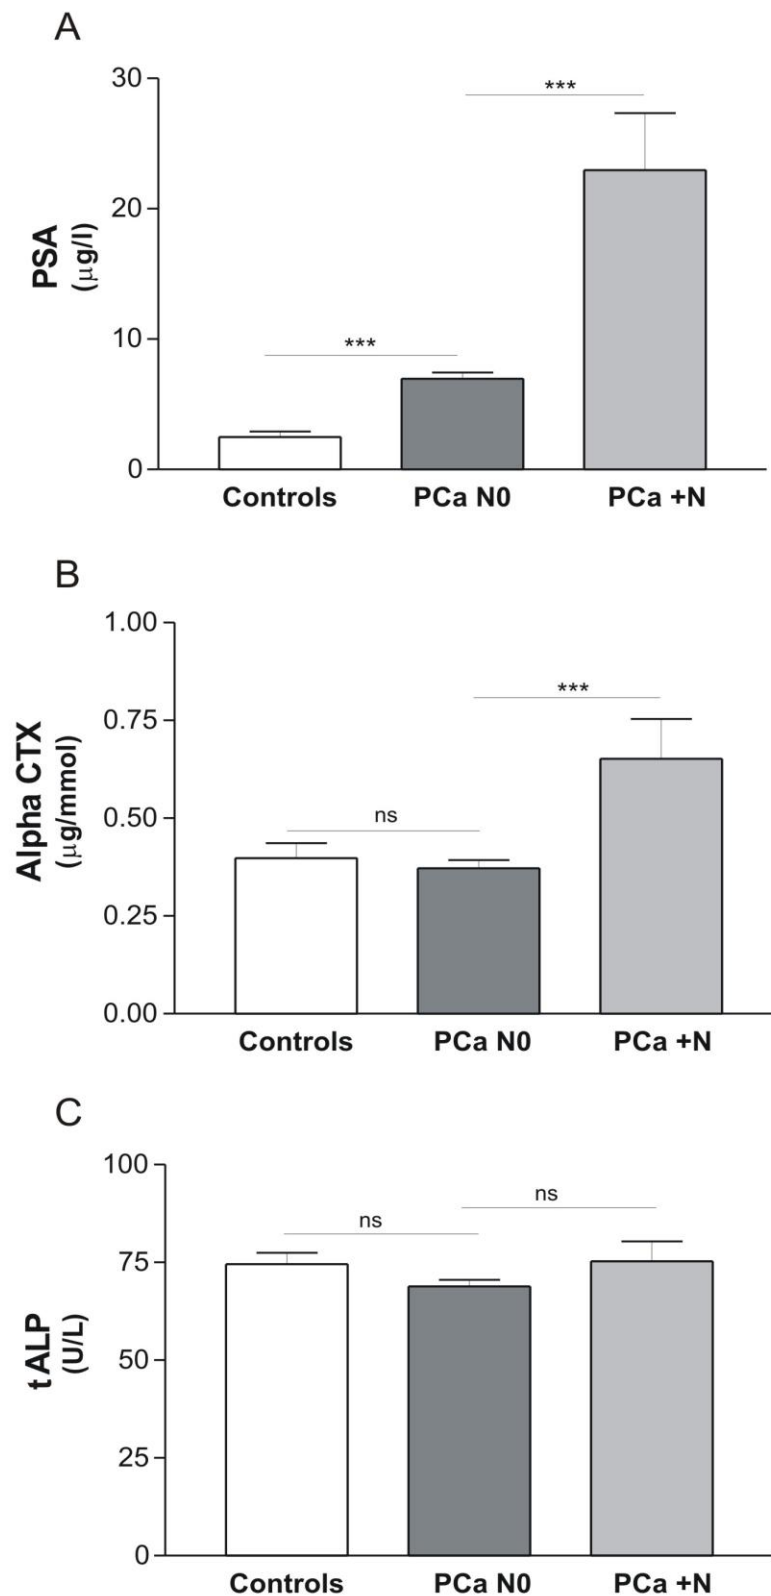 A
PSA
(μg/l)
30
20
10
0
***
***
Controls PCa N0 PCa +N
B
Alpha CTX
(μg/mmol)
1.00
0.75
0.50
0.25
0.00
ns
***
Controls PCa N0 PCa +N
C
tALP
(U/L)
100
75
50
25
0
ns
ns
Controls PCa N0 PCa +N